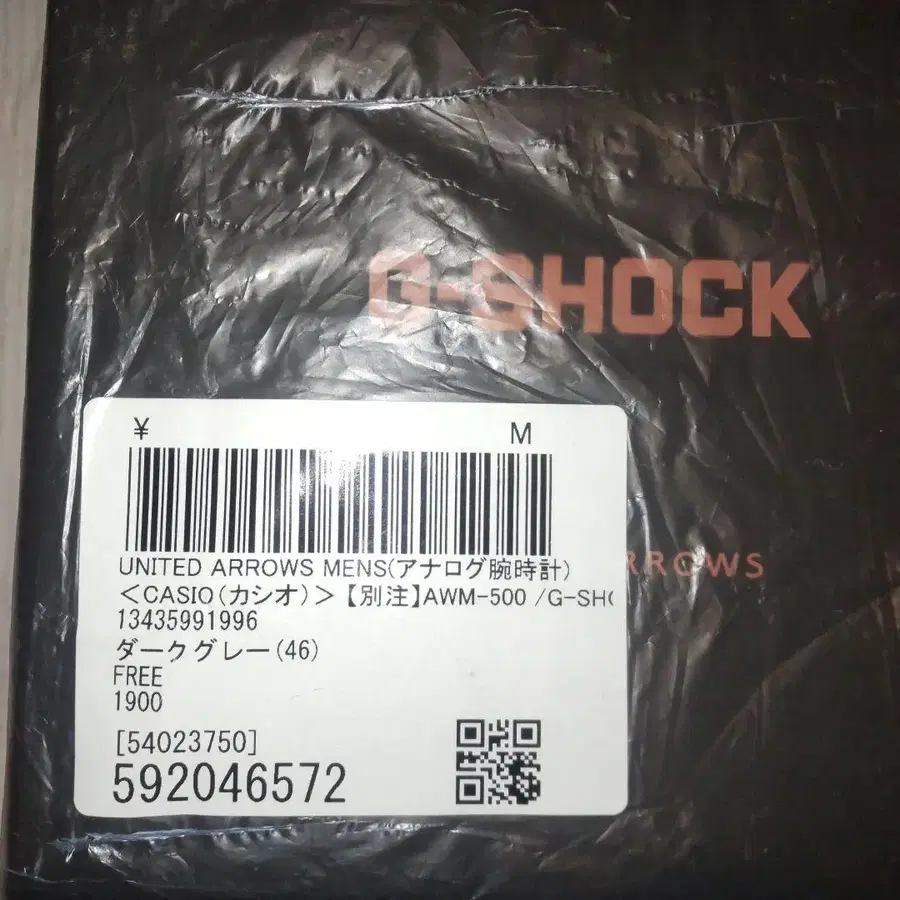 G-SHOCK
¥ M
UNITED ARROWS MENS(アナログ腕時計)
RROWS
＜CASIO(カシオ)＞【別注】AWM-500 /G-SHO
13435991996
ダークグレー(46)
FREE
1900
[54023750]
592046572